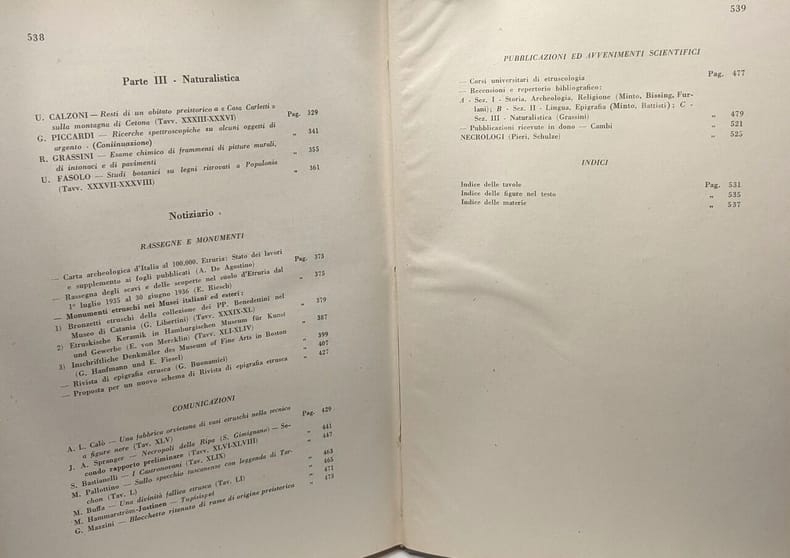 538
Parte III - Naturalistica
U. CALZONI — Resti di un abitato preistorico a « Casa Carletti »
sulla montagna di Cetona (Tavv. XXXIII-XXXVI) Pag. 329
G. PICCARDI — Ricerche spettroscopiche su alcuni oggetti di
argento - (Continuazione) „ 341
R. GRASSINI — Esame chimico di frammenti di pitture murali,
di intonaci e di pavimenti „ 355
U. FASOLO — Studi botanici su legni ritrovati a Populonia
(Tavv. XXXVII-XXXVIII) „ 361
Notiziario
RASSEGNE E MONUMENTI
— Carta archeologica d'Italia al 100.000. Etruria: Stato dei lavori
e supplemento ai fogli pubblicati (A. De Agostino) Pag. 373
— Rassegna degli scavi e delle scoperte nel suolo d'Etruria dal
1° luglio 1935 al 30 giugno 1936 (E. Riesch) „ 375
— Monumenti etruschi nei Musei italiani ed esteri:
1) Bronzetti etruschi della collezione dei PP. Benedettini nel
Museo di Catania (G. Libertini) (Tavv. XXXIX-XL) „ 379
2) Etruskische Keramik in Hamburgischen Museum für Kunst
und Gewerbe (E. von Mercklin) (Tavv. XLI-XLIV) „ 387
3) Inschriftliche Denkmäler des Museum of Fine Arts in Boston
(G. Hanfmann und E. Fiesel) „ 399
— Rivista di epigrafia etrusca (G. Buonamici) „ 407
— Proposta per un nuovo schema di Rivista di epigrafia etrusca „ 427
COMUNICAZIONI
A. L. Calò — Una fabbrica orvietana di vasi etruschi nella tecnica
a figure nere (Tav. XLV) Pag. 429
J. A. Spranger — Necropoli della Ripa (S. Gimignano) — Se-
condo rapporto preliminare (Tavv. XLVI-XLVIII) „ 441
S. Bastianelli — I Castronovani (Tav. XLIX) „ 447
M. Pallottino — Sullo specchio tuscanense con leggenda di Tar-
chon (Tav. L) „ 463
M. Buffa — Una divinità fallica etrusca (Tav. LI) „ 465
M. Hammarström-Justinen — Tupisispel „ 471
G. Mazzini — Blocchetto ritenuto di rame di origine preistorico „ 473
539
PUBBLICAZIONI ED AVVENIMENTI SCIENTIFICI
— Corsi universitari di etruscologia Pag. 477
— Recensioni e repertorio bibliografico:
A - Sez. I - Storia, Archeologia, Religione (Minto, Bissing, Fur-
lani); B - Sez. II - Lingua, Epigrafia (Minto, Battisti); C -
Sez. III - Naturalistica (Grassini) „ 479
— Pubblicazioni ricevute in dono — Cambi „ 521
NECROLOGI (Pieri, Schulze) „ 525
INDICI
Indice delle tavole Pag. 531
Indice delle figure nel testo „ 535
Indice delle materie „ 537